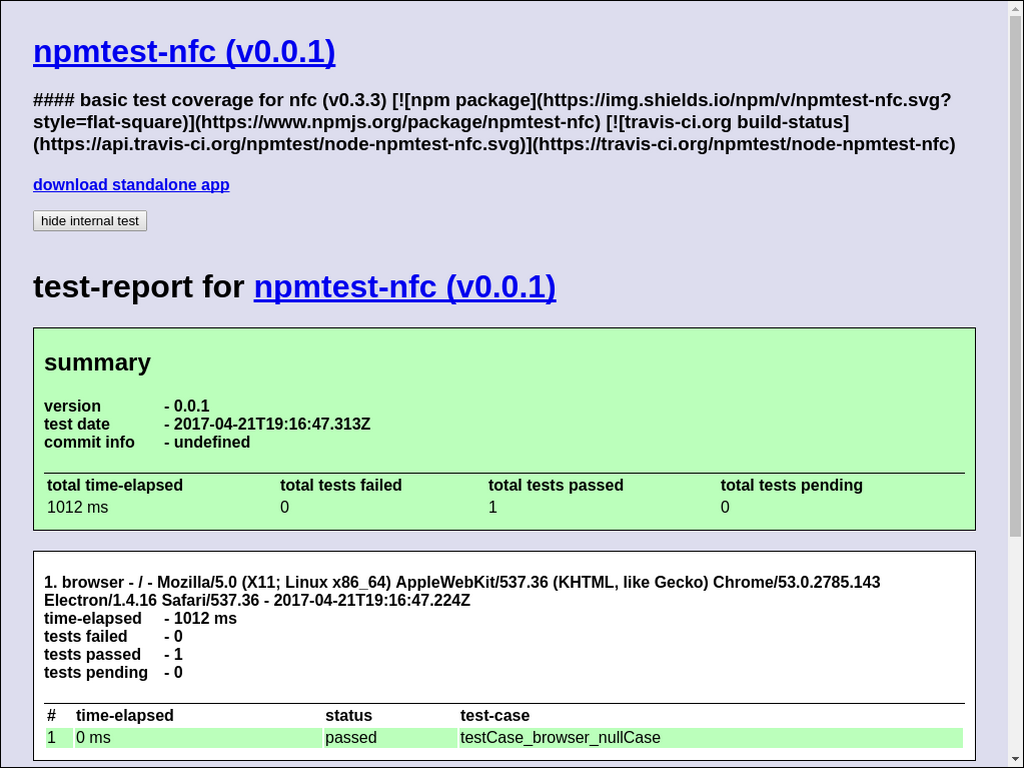 npmtest-nfc (v0.0.1)
#### basic test coverage for nfc (v0.3.3) [![npm package](https://img.shields.io/npm/v/npmtest-nfc.svg?
style=flat-square)](https://www.npmjs.org/package/npmtest-nfc) [![travis-ci.org build-status]
(https://api.travis-ci.org/npmtest/node-npmtest-nfc.svg)](https://travis-ci.org/npmtest/node-npmtest-nfc)
download standalone app
hide internal test
test-report for npmtest-nfc (v0.0.1)
summary
version - 0.0.1
test date - 2017-04-21T19:16:47.313Z
commit info - undefined
total time-elapsed total tests failed total tests passed total tests pending
1012 ms 0 1 0
1. browser - / - Mozilla/5.0 (X11; Linux x86_64) AppleWebKit/537.36 (KHTML, like Gecko) Chrome/53.0.2785.143
Electron/1.4.16 Safari/537.36 - 2017-04-21T19:16:47.224Z
time-elapsed - 1012 ms
tests failed - 0
tests passed - 1
tests pending - 0
# time-elapsed status test-case
1 0 ms passed testCase_browser_nullCase